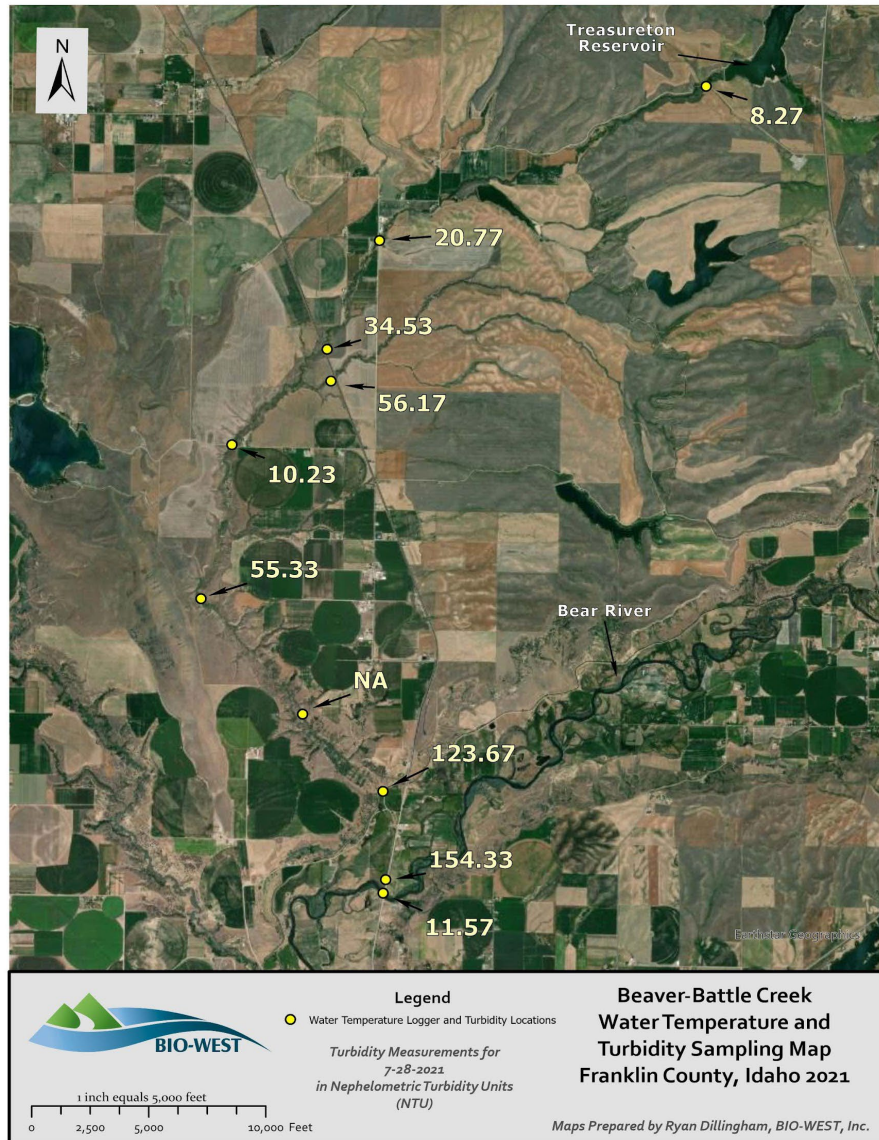 N
Treasureton
Reservoir
8.27
20.77
34.53
56.17
10.23
55.33
Bear River
NA
123.67
154.33
11.57
Earthstar Geographics
BIO-WEST
1 inch equals 5,000 feet
0 2,500 5,000 10,000 Feet
Legend
Water Temperature Logger and Turbidity Locations
Turbidity Measurements for
7-28-2021
in Nephelometric Turbidity Units
(NTU)
Beaver-Battle Creek
Water Temperature and
Turbidity Sampling Map
Franklin County, Idaho 2021
Maps Prepared by Ryan Dillingham, BIO-WEST, Inc.